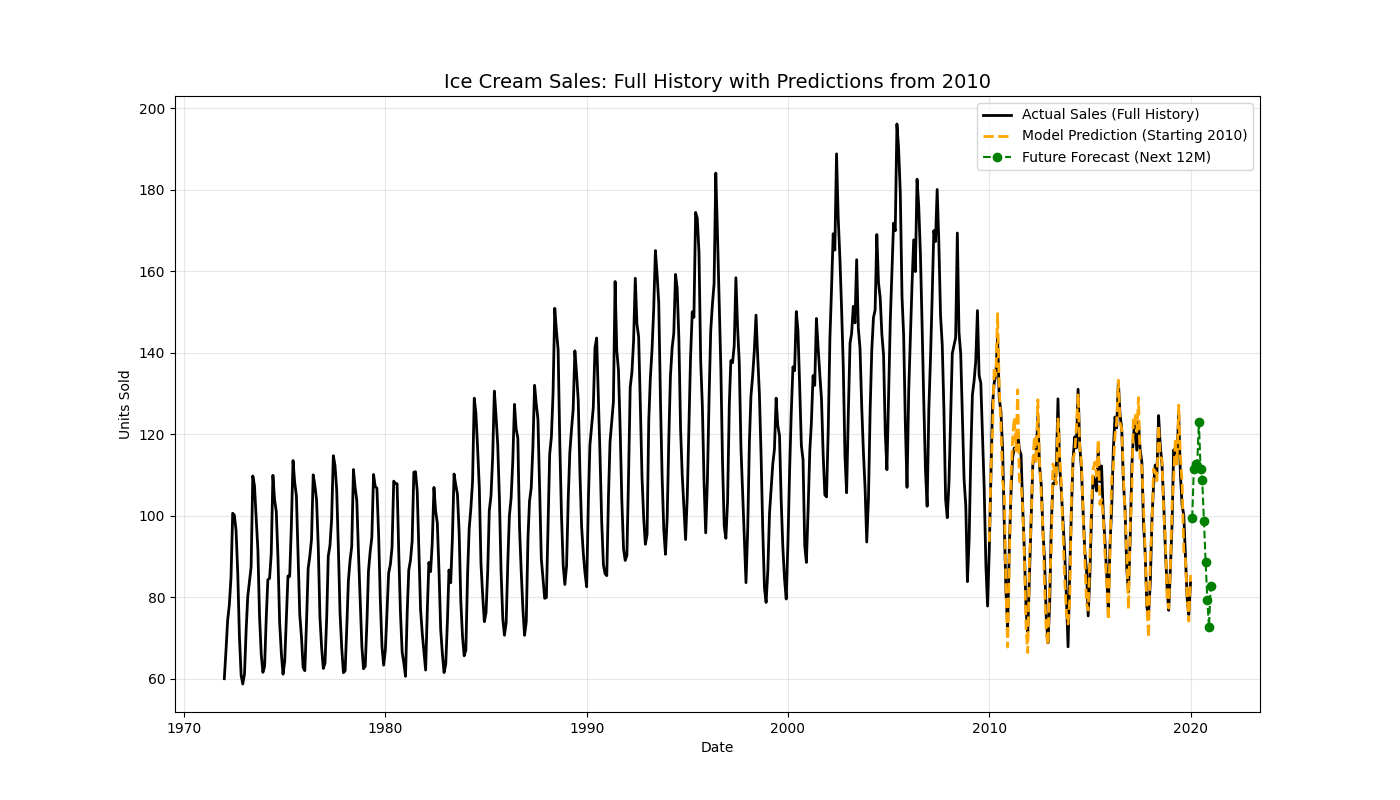 Ice Cream Sales: Full History with Predictions from 2010
Actual Sales (Full History)
Model Prediction (Starting 2010)
Future Forecast (Next 12M)
Units Sold
200
180
160
140
120
100
80
60
1970
1980
1990
2000
2010
2020
Date